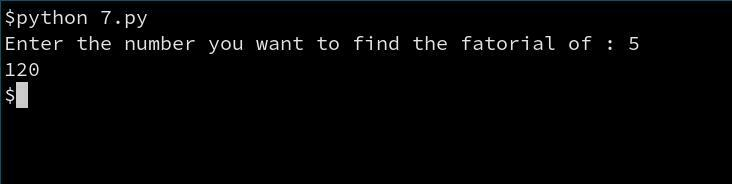 $python 7.py
Enter the number you want to find the fatorial of : 5
120
$